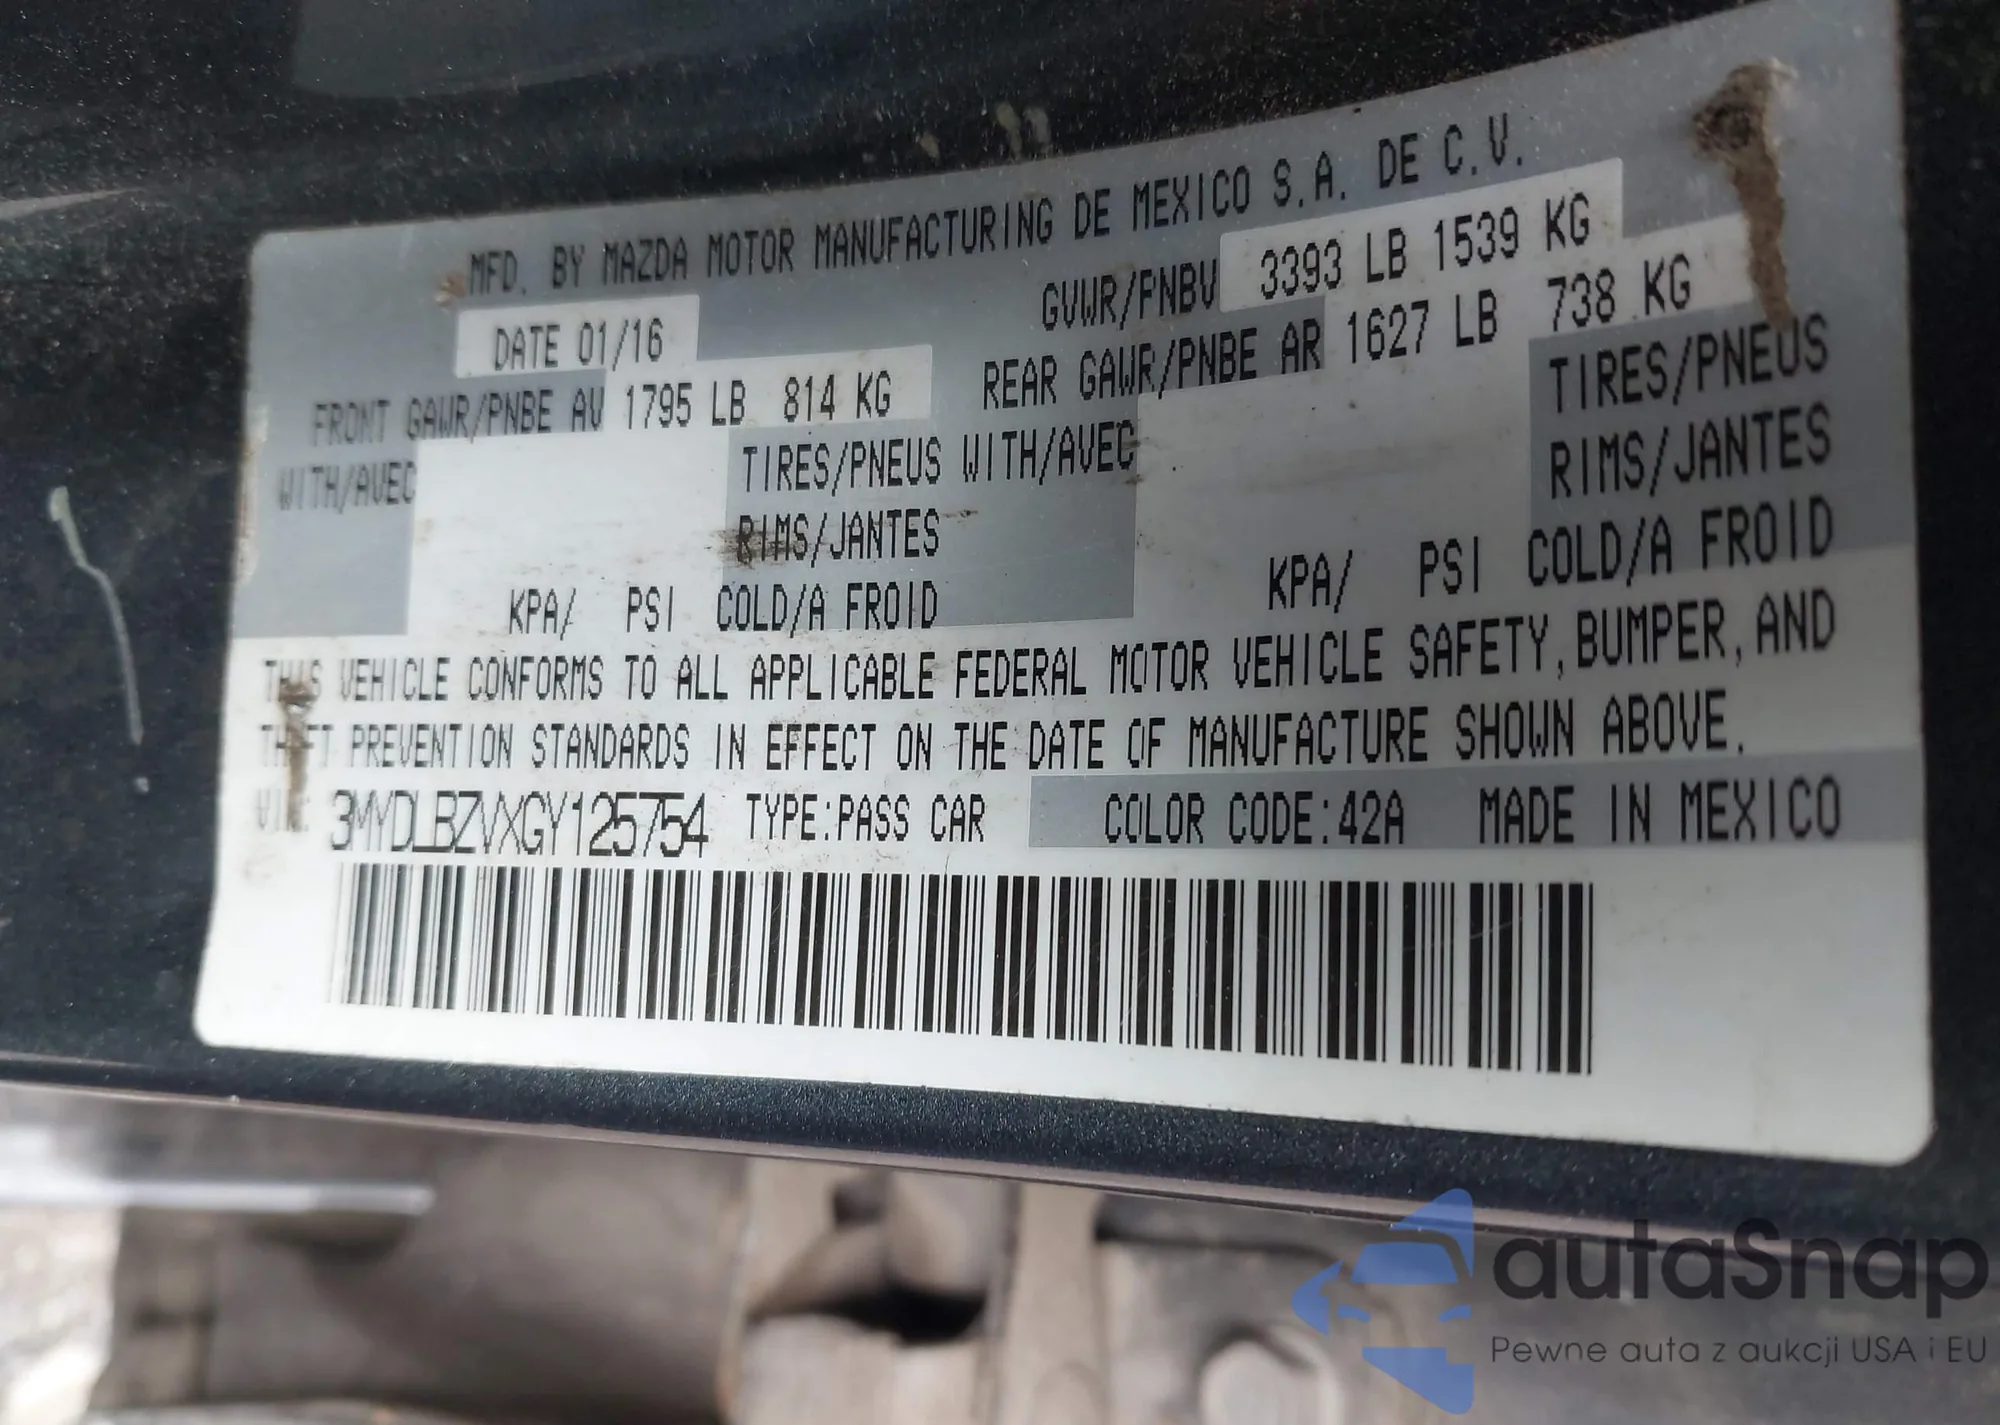 MFD. BY MAZDA MOTOR MANUFACTURING DE MEXICO S.A. DE C.V.
DATE 01/16
GVWR/PNBV 3393 LB 1539 KG
FRONT GAWR/PNBE AV 1795 LB 814 KG
REAR GAWR/PNBE AR 1627 LB 738 KG
WITH/AVEC TIRES/PNEUS
WITH/AVEC TIRES/PNEUS
RIMS/JANTES
RIMS/JANTES
KPA/ PSI COLD/A FROID
KPA/ PSI COLD/A FROID
THIS VEHICLE CONFORMS TO ALL APPLICABLE FEDERAL MOTOR VEHICLE SAFETY, BUMPER, AND
THEFT PREVENTION STANDARDS IN EFFECT ON THE DATE OF MANUFACTURE SHOWN ABOVE.
VIN: 3MYDLBZVXGY125754 TYPE:PASS CAR COLOR CODE:42A MADE IN MEXICO
autaSnap
Pewne auta z aukcji USA i EU